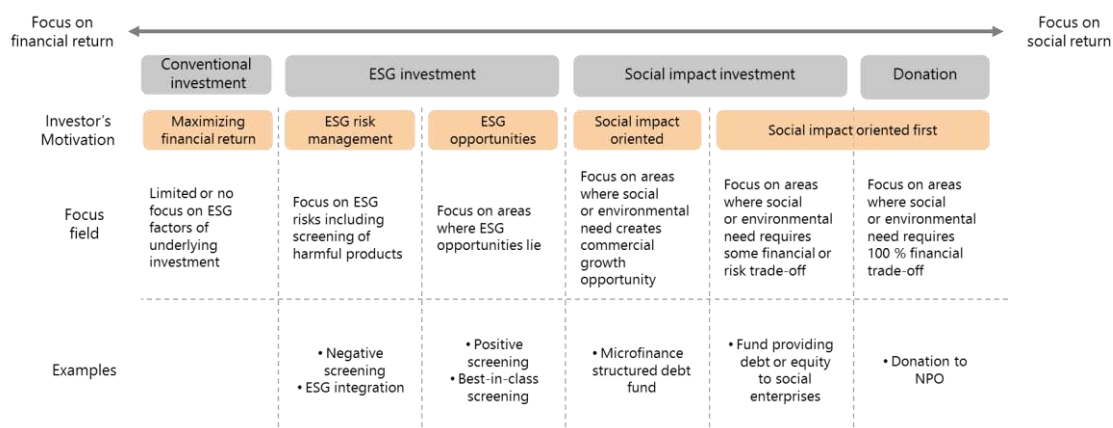 Focus on
financial return
Focus on
social return
Conventional
investment
ESG investment
Social impact investment
Donation
Investor's
Motivation
Maximizing
financial return
ESG risk
management
ESG
opportunities
Social impact
oriented
Social impact oriented first
Focus
field
Limited or no
focus on ESG
factors of
underlying
investment
Focus on ESG
risks including
screening of
harmful products
Focus on areas
where ESG
opportunities lie
Focus on areas
where social
or environmental
need creates
commercial
growth
opportunity
Focus on areas
where social
or environmental
need requires
some financial or
risk trade-off
Focus on areas
where social
or environmental
need requires
100 % financial
trade-off
Examples
• Negative
screening
• ESG integration
• Positive
screening
• Best-in-class
screening
• Microfinance
structured debt
fund
• Fund providing
debt or equity
to social
enterprises
• Donation to
NPO